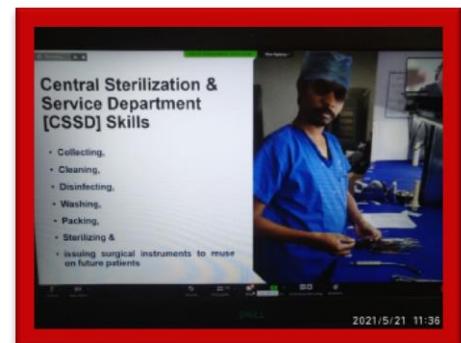 Central Sterilization &
Service Department
[CSSD] Skills
• Collecting,
• Cleaning,
• Disinfecting,
• Washing,
• Packing,
• Sterilizing &
• issuing surgical instruments to reuse
on future patients
DELL
2021/5/21 11:36